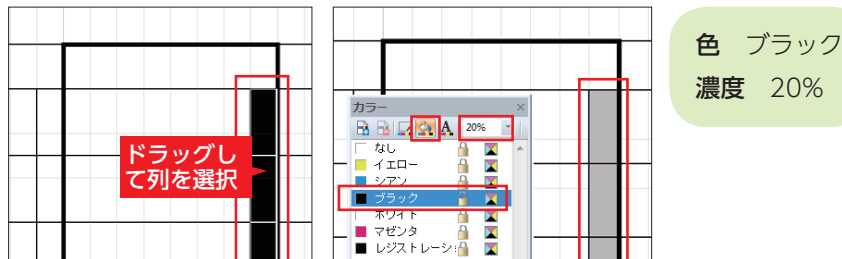 ドラッグし
て列を選択
カラー
20%
なし
イエロー
シアン
ブラック
ホワイト
マゼンタ
レジストレーシ
色　ブラック
濃度　20%